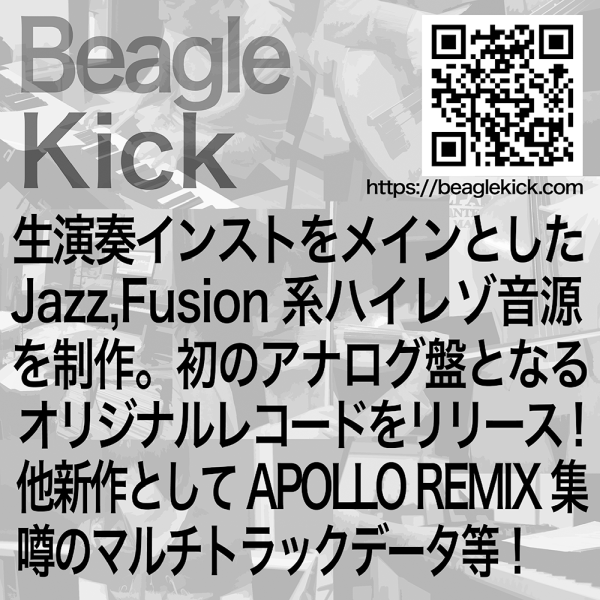 Beagle
Kick
https://beaglekick.com
生演奏インストをメインとした
Jazz,Fusion 系ハイレゾ音源
を制作。初のアナログ盤となる
オリジナルレコードをリリース！
他新作として APOLLO REMIX 集
噂のマルチトラックデータ等！